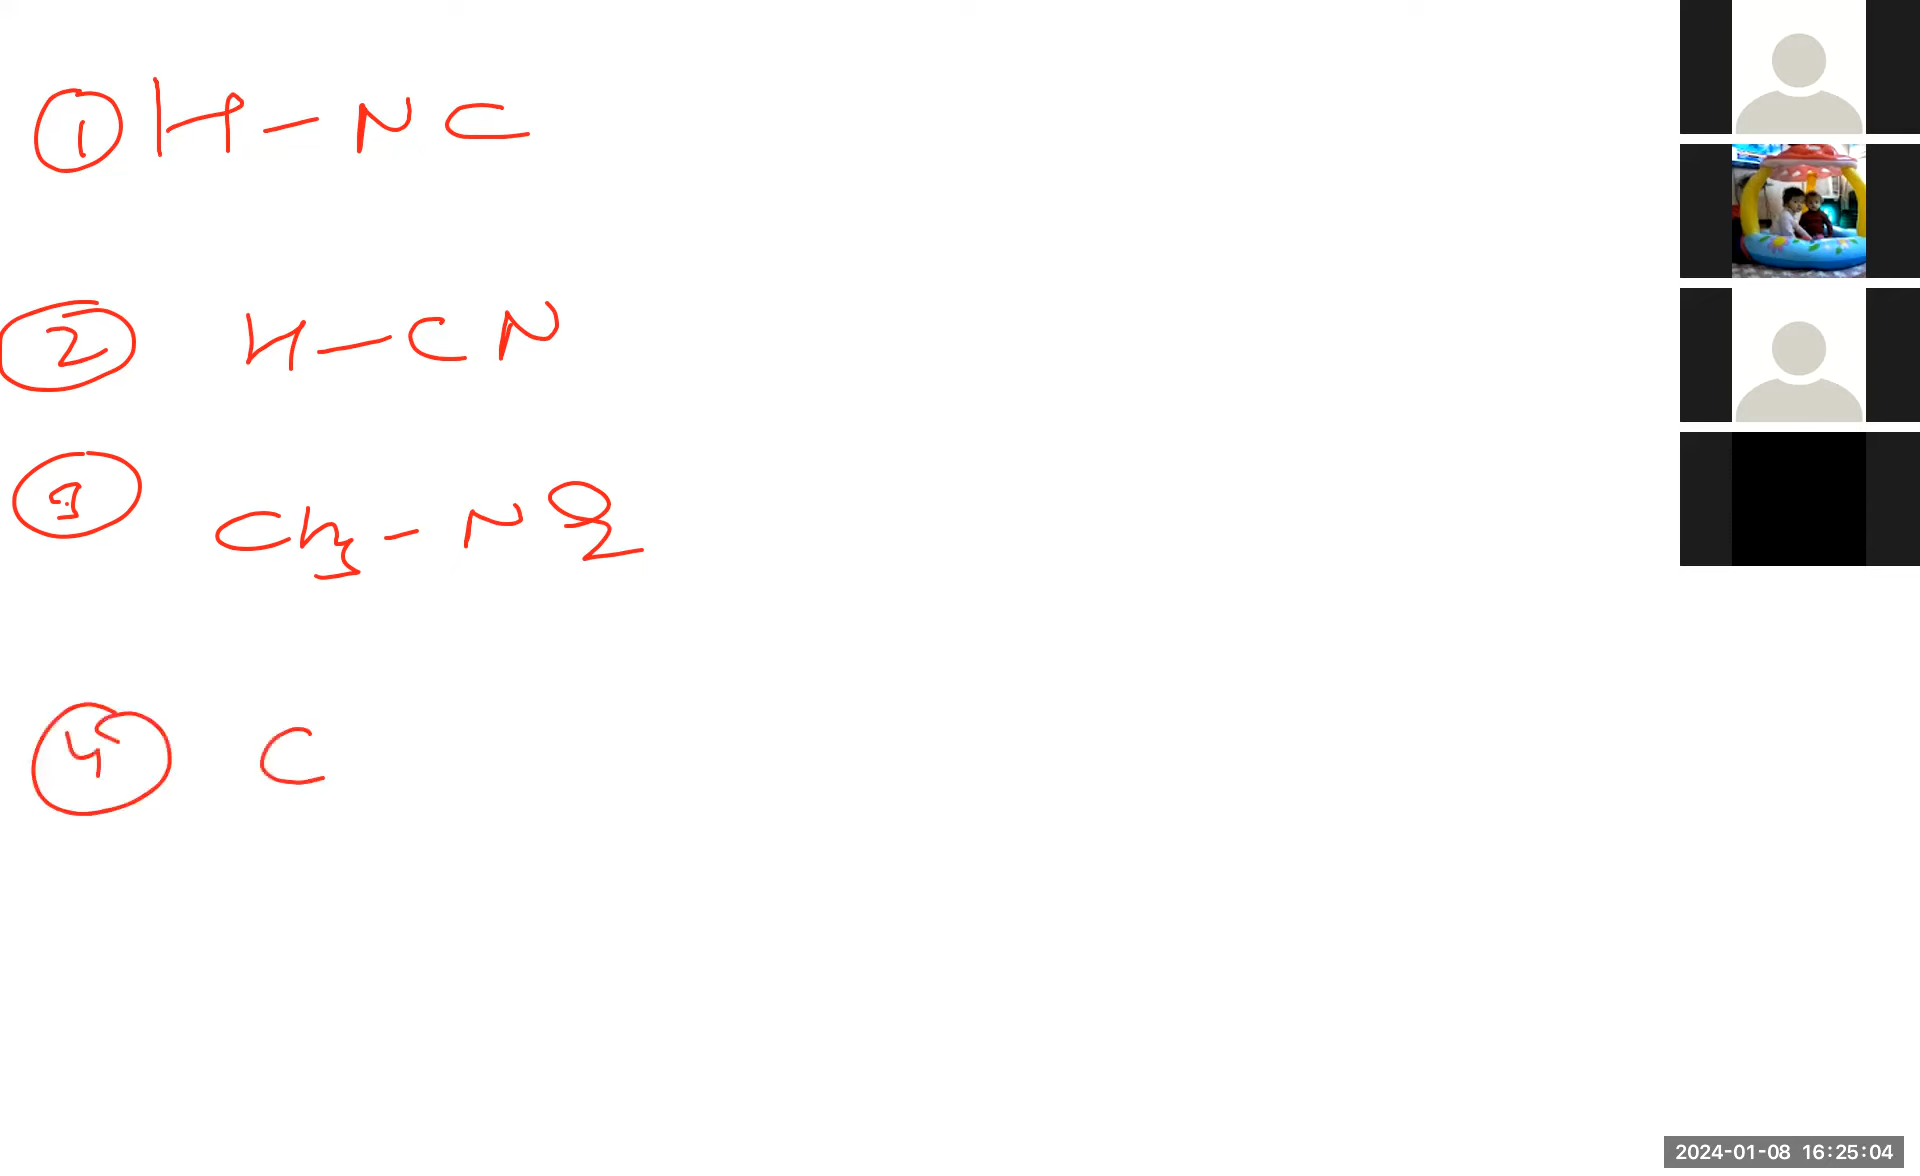 ① H - NC
② H - CN
③ CH₃ - NO₂
④ C
2024-01-08 16:25:04